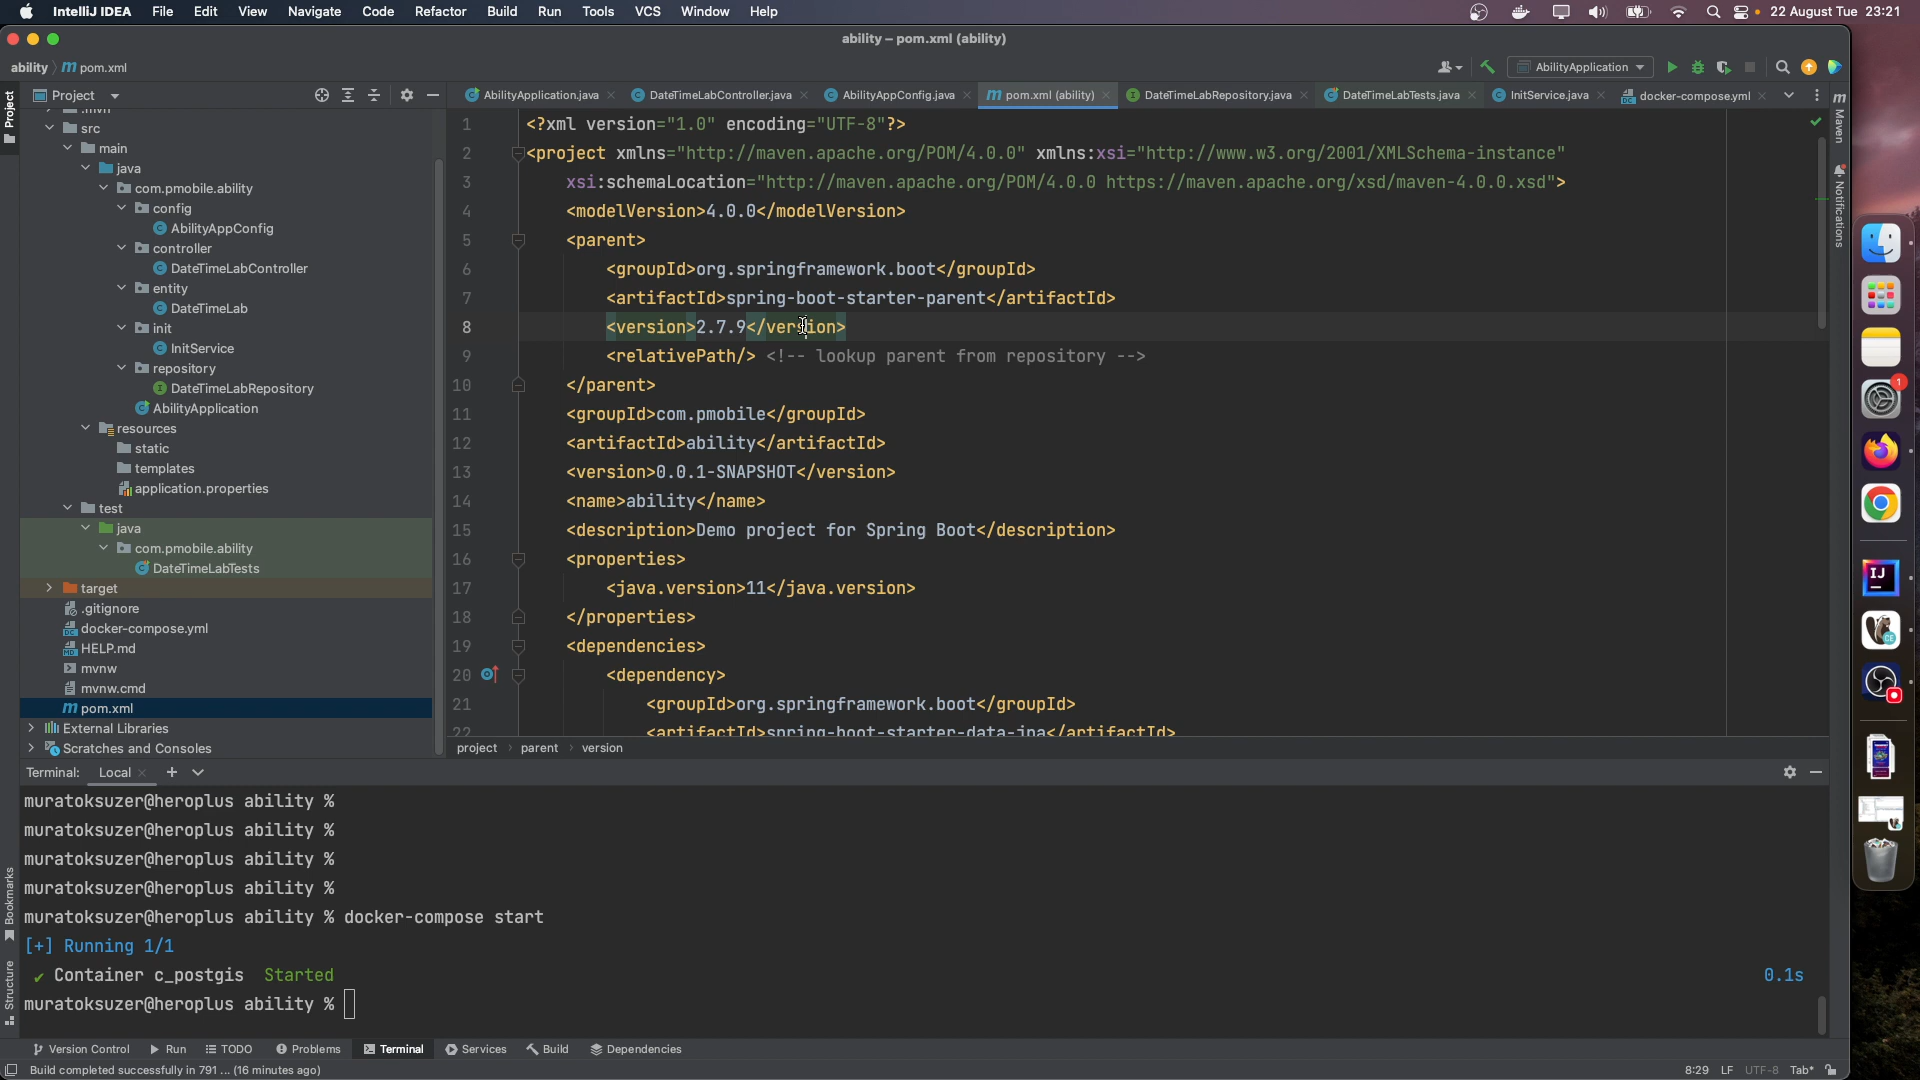 IntelliJ IDEA File Edit View Navigate Code Refactor Build Run Tools VCS Window Help 22 August Tue 23:21
ability – pom.xml (ability)
ability pom.xml
AbilityApplication
Project
AbilityApplication.java DateTimeLabController.java AbilityAppConfig.java pom.xml (ability) DateTimeLabRepository.java DateTimeLabTests.java InitService.java docker-compose.yml
Project
Maven
Notifications
src
main
java
com.pmobile.ability
config
AbilityAppConfig
controller
DateTimeLabController
entity
DateTimeLab
init
InitService
repository
DateTimeLabRepository
AbilityApplication
resources
static
templates
application.properties
test
java
com.pmobile.ability
DateTimeLabTests
target
.gitignore
docker-compose.yml
HELP.md
mvnw
mvnw.cmd
pom.xml
External Libraries
Scratches and Consoles
1 <?xml version="1.0" encoding="UTF-8"?>
2 <project xmlns="http://maven.apache.org/POM/4.0.0" xmlns:xsi="http://www.w3.org/2001/XMLSchema-instance"
3 xsi:schemaLocation="http://maven.apache.org/POM/4.0.0 https://maven.apache.org/xsd/maven-4.0.0.xsd">
4 <modelVersion>4.0.0</modelVersion>
5 <parent>
6 <groupId>org.springframework.boot</groupId>
7 <artifactId>spring-boot-starter-parent</artifactId>
8 <version>2.7.9</version>
9 <relativePath/> <!-- lookup parent from repository -->
10 </parent>
11 <groupId>com.pmobile</groupId>
12 <artifactId>ability</artifactId>
13 <version>0.0.1-SNAPSHOT</version>
14 <name>ability</name>
15 <description>Demo project for Spring Boot</description>
16 <properties>
17 <java.version>11</java.version>
18 </properties>
19 <dependencies>
20 <dependency>
21 <groupId>org.springframework.boot</groupId>
22 <artifactId>spring-boot-starter-data-jpa</artifactId>
project parent version
Terminal: Local
muratoksuzer@heroplus ability %
muratoksuzer@heroplus ability %
muratoksuzer@heroplus ability %
muratoksuzer@heroplus ability %
muratoksuzer@heroplus ability % docker-compose start
[+] Running 1/1
✔ Container c_postgis Started 0.1s
muratoksuzer@heroplus ability %
Bookmarks
Structure
Version Control Run TODO Problems Terminal Services Build Dependencies
Build completed successfully in 791 ... (16 minutes ago) 8:29 LF UTF-8 Tab*